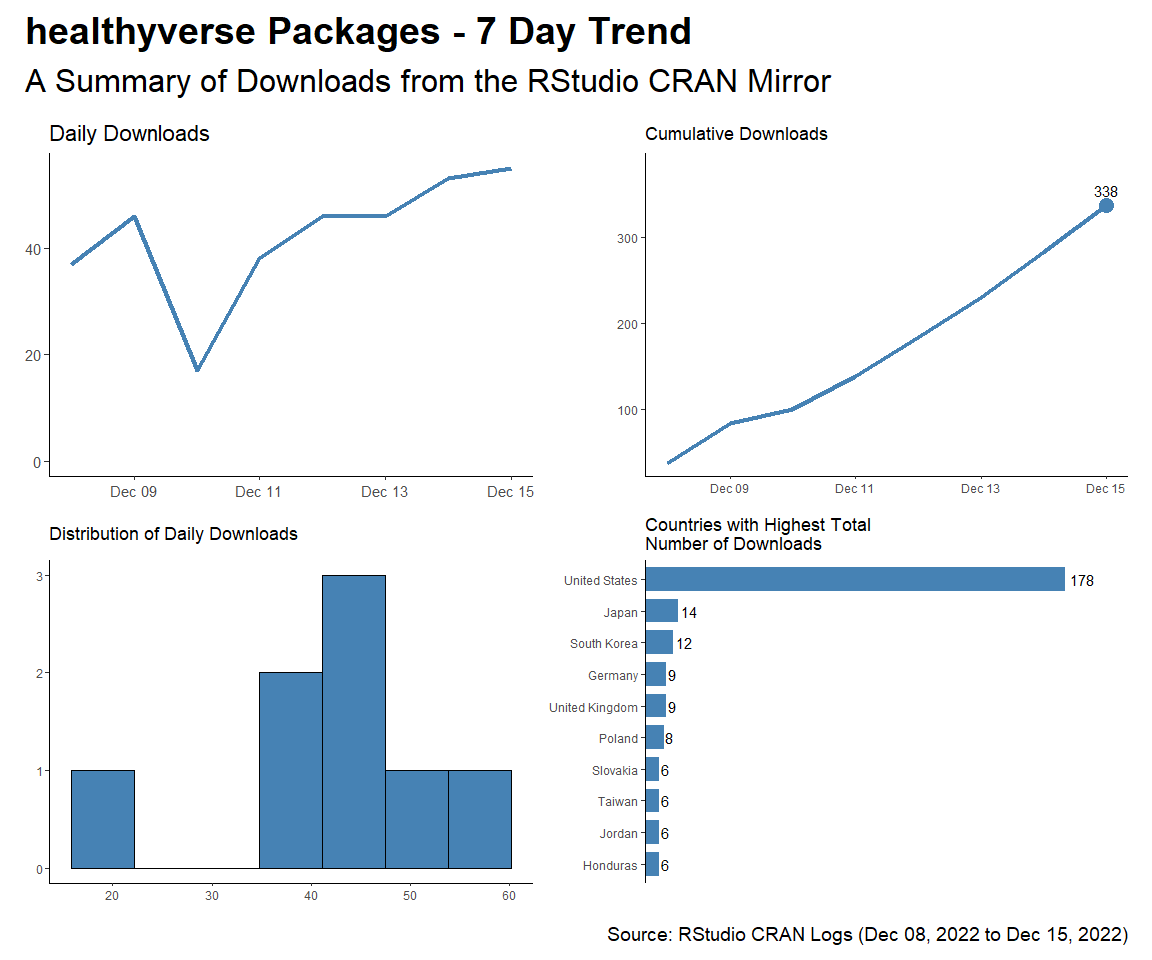 healthyverse Packages - 7 Day Trend
A Summary of Downloads from the RStudio CRAN Mirror
Daily Downloads
40
20
0
Dec 09 Dec 11 Dec 13 Dec 15
Cumulative Downloads
338
300
200
100
Dec 09 Dec 11 Dec 13 Dec 15
Distribution of Daily Downloads
3
2
1
0
20 30 40 50 60
Countries with Highest Total
Number of Downloads
United States 178
Japan 14
South Korea 12
Germany 9
United Kingdom 9
Poland 8
Slovakia 6
Taiwan 6
Jordan 6
Honduras 6
Source: RStudio CRAN Logs (Dec 08, 2022 to Dec 15, 2022)